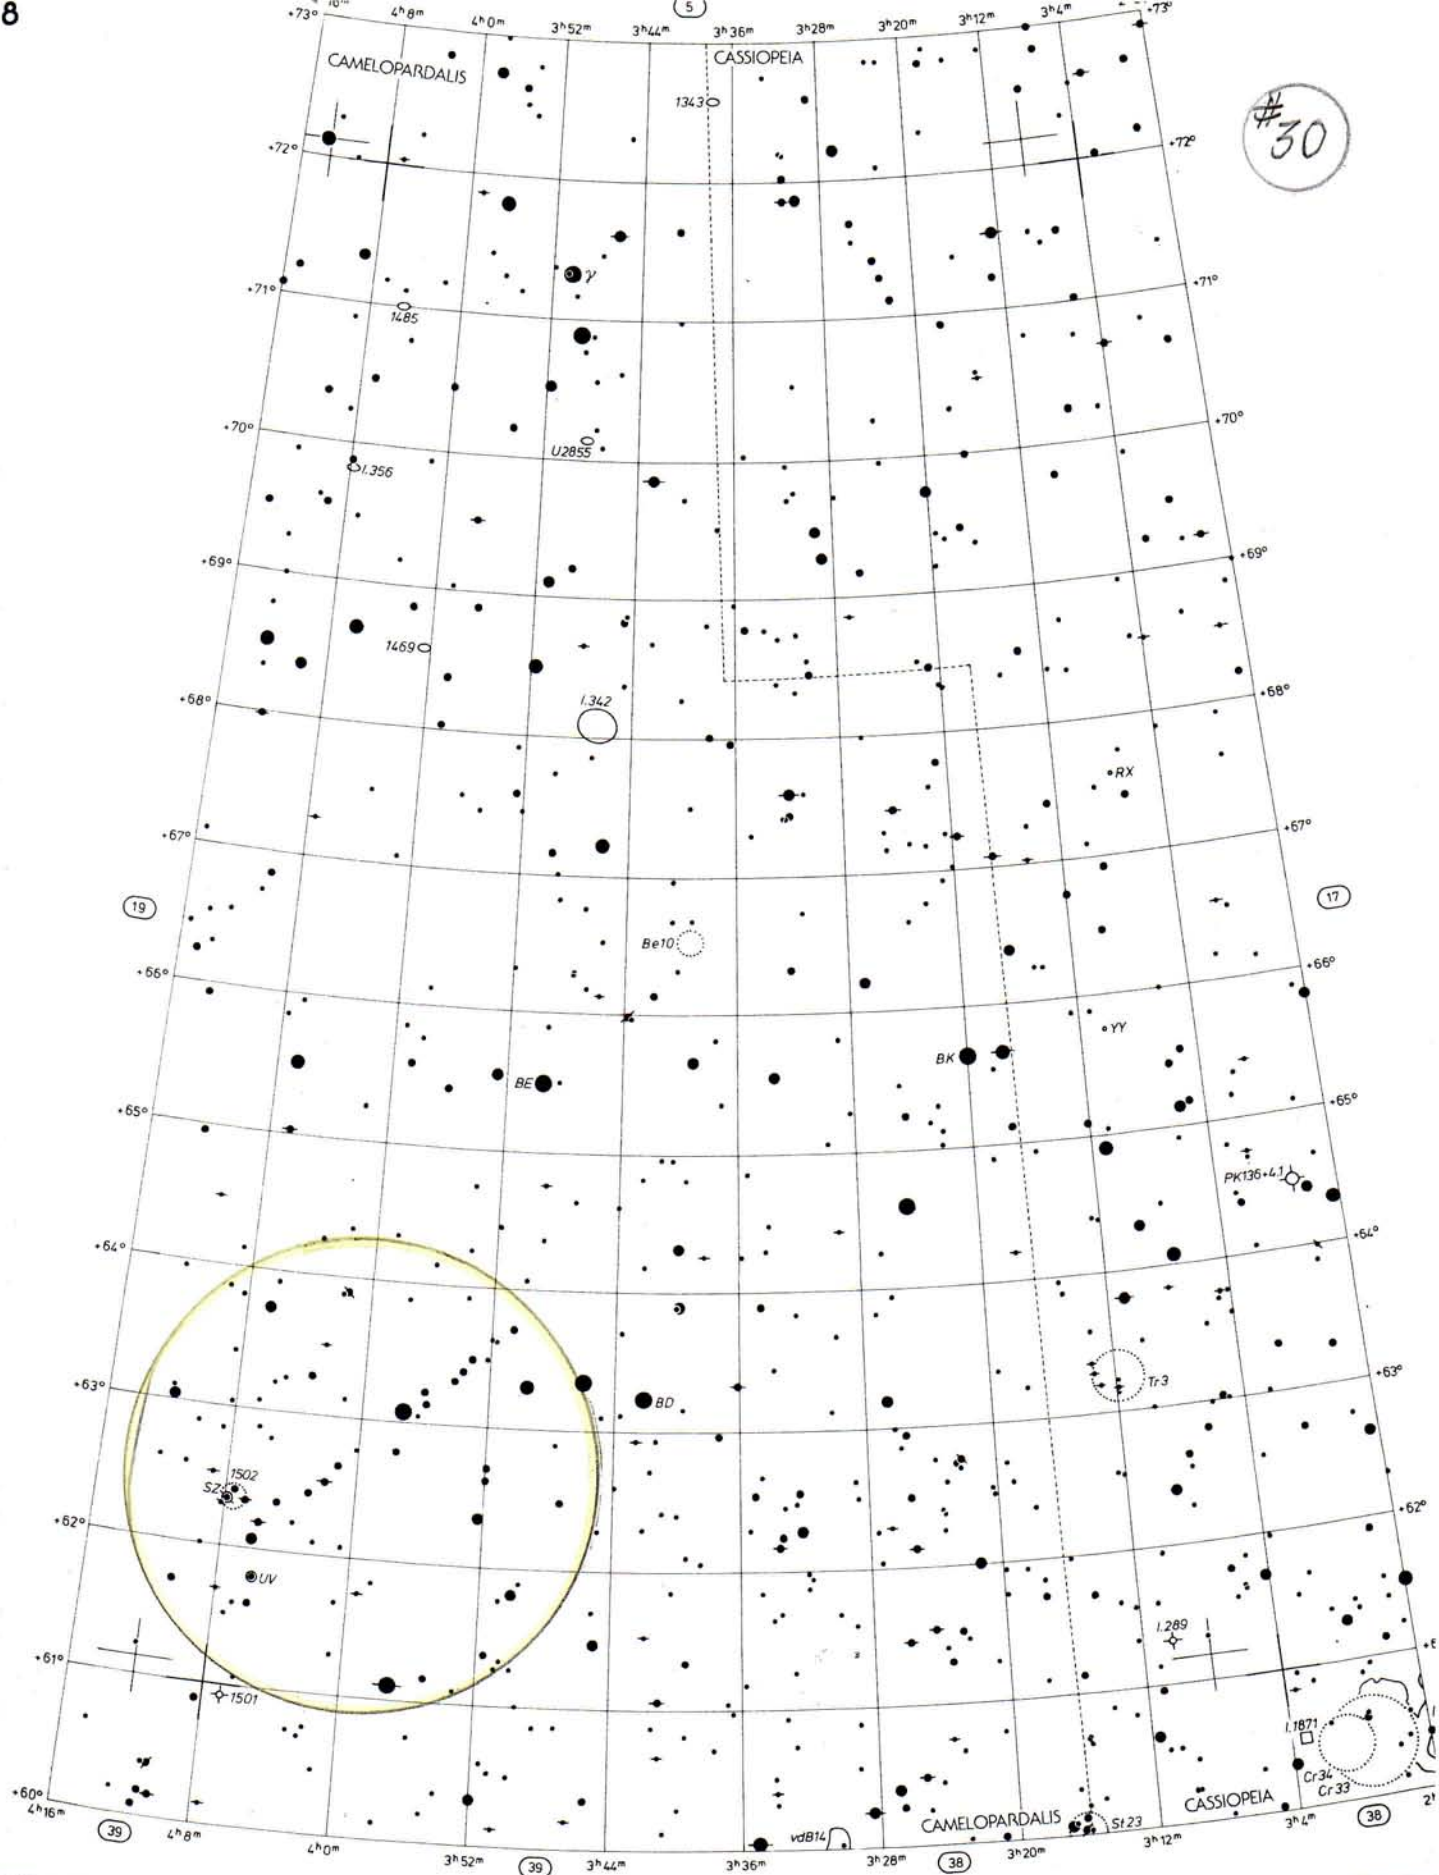 8
5
+73° 4h8m 4h0m 3h52m 3h44m 3h36m 3h28m 3h20m 3h12m 3h4m +73°
CAMELOPARDALIS
CASSIOPEIA
1343
#30
+72° +72°
γ
+71° +71°
1485
+70° +70°
U2855
I.356
+69° +69°
1469
+68° +68°
I.342
RX
+67° +67°
19 17
Be10
+66° +66°
YY
BK
BE
+65° +65°
PK136+4.1
+64° +64°
+63° +63°
Tr3
BD
1502
SZ
+62° +62°
UV
I.289
+61°
1501
I.1871
Cr34
Cr33
+60°
4h16m
CAMELOPARDALIS
CASSIOPEIA
St23
vdB14
39 4h8m 4h0m 3h52m 39 3h44m 3h36m 3h28m 38 3h20m 3h12m 3h4m 38